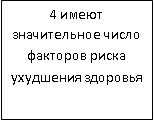 4 имеют
значительное число
факторов риска
ухудшения здоровья